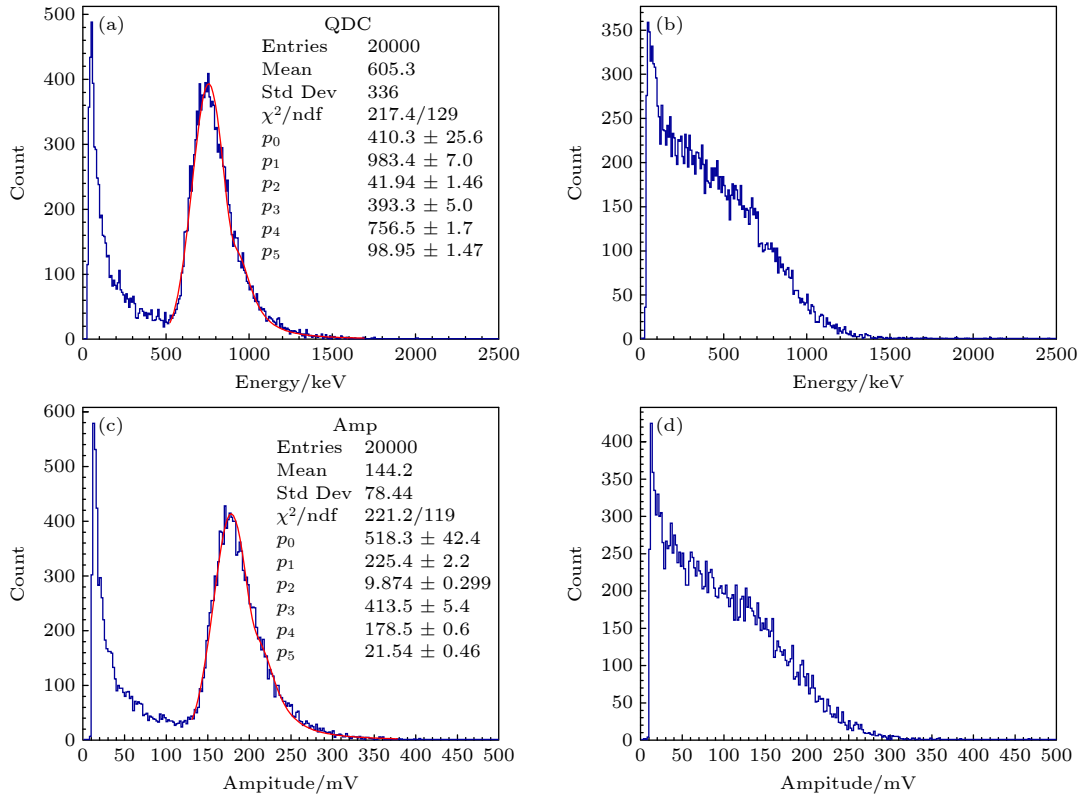 (a) QDC
Entries 20000
Mean 605.3
Std Dev 336
χ²/ndf 217.4/129
p₀ 410.3 ± 25.6
p₁ 983.4 ± 7.0
p₂ 41.94 ± 1.46
p₃ 393.3 ± 5.0
p₄ 756.5 ± 1.7
p₅ 98.95 ± 1.47
500
400
300
200
100
0
Count
0 500 1000 1500 2000 2500
Energy/keV
(b)
350
300
250
200
150
100
50
0
Count
0 500 1000 1500 2000 2500
Energy/keV
(c) Amp
Entries 20000
Mean 144.2
Std Dev 78.44
χ²/ndf 221.2/119
p₀ 518.3 ± 42.4
p₁ 225.4 ± 2.2
p₂ 9.874 ± 0.299
p₃ 413.5 ± 5.4
p₄ 178.5 ± 0.6
p₅ 21.54 ± 0.46
600
500
400
300
200
100
0
Count
0 50 100 150 200 250 300 350 400 450 500
Ampitude/mV
(d)
400
350
300
250
200
150
100
50
0
Count
0 50 100 150 200 250 300 350 400 450 500
Ampitude/mV